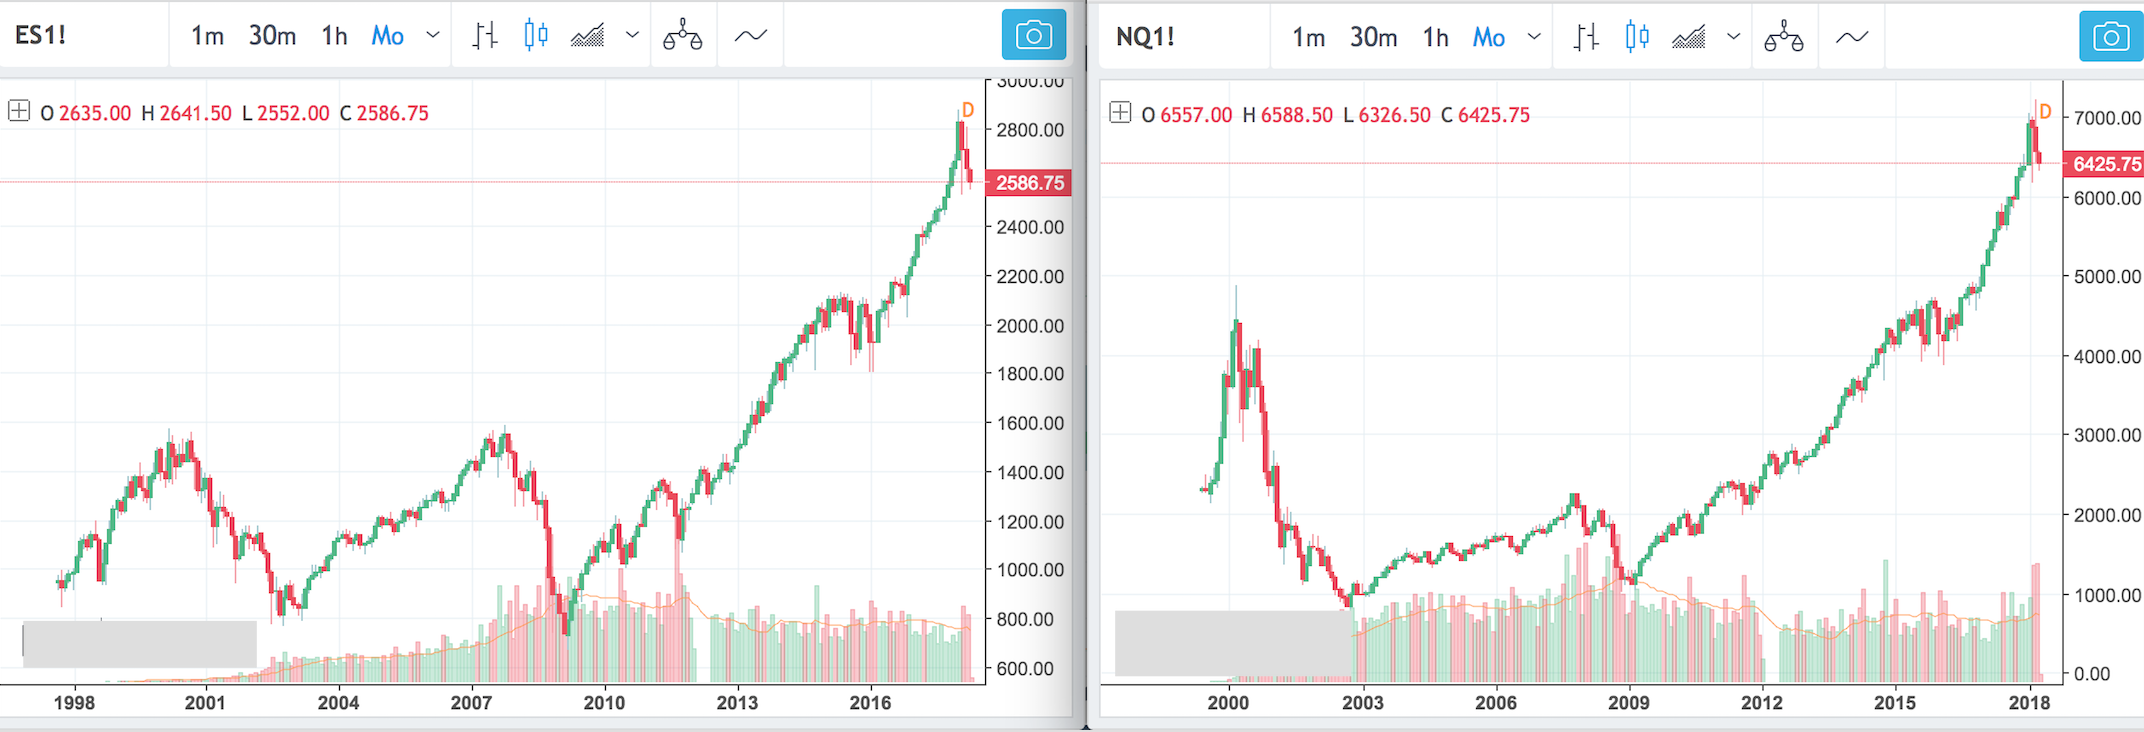 ES1!
1m 30m 1h Mo
O 2635.00 H 2641.50 L 2552.00 C 2586.75
D
3000.00
2800.00
2586.75
2400.00
2200.00
2000.00
1800.00
1600.00
1400.00
1200.00
1000.00
800.00
600.00
1998 2001 2004 2007 2010 2013 2016
NQ1!
1m 30m 1h Mo
O 6557.00 H 6588.50 L 6326.50 C 6425.75
D
7000.00
6425.75
6000.00
5000.00
4000.00
3000.00
2000.00
1000.00
0.00
2000 2003 2006 2009 2012 2015 2018